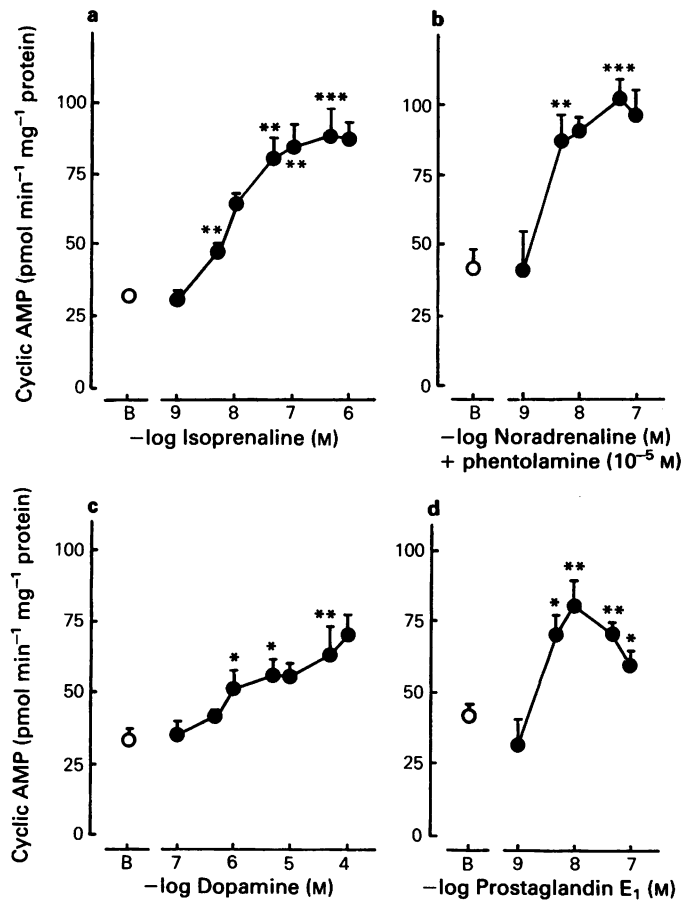 a
Cyclic AMP (pmol min⁻¹ mg⁻¹ protein)
100
75
50
25
0
** ** ** ***
B 9 8 7 6
−log Isoprenaline (M)
b
100
75
50
25
0
** ***
B 9 8 7
−log Noradrenaline (M)
+ phentolamine (10⁻⁵ M)
c
Cyclic AMP (pmol min⁻¹ mg⁻¹ protein)
100
75
50
25
0
* * **
B 7 6 5 4
−log Dopamine (M)
d
100
75
50
25
0
* ** ** *
B 9 8 7
−log Prostaglandin E₁ (M)